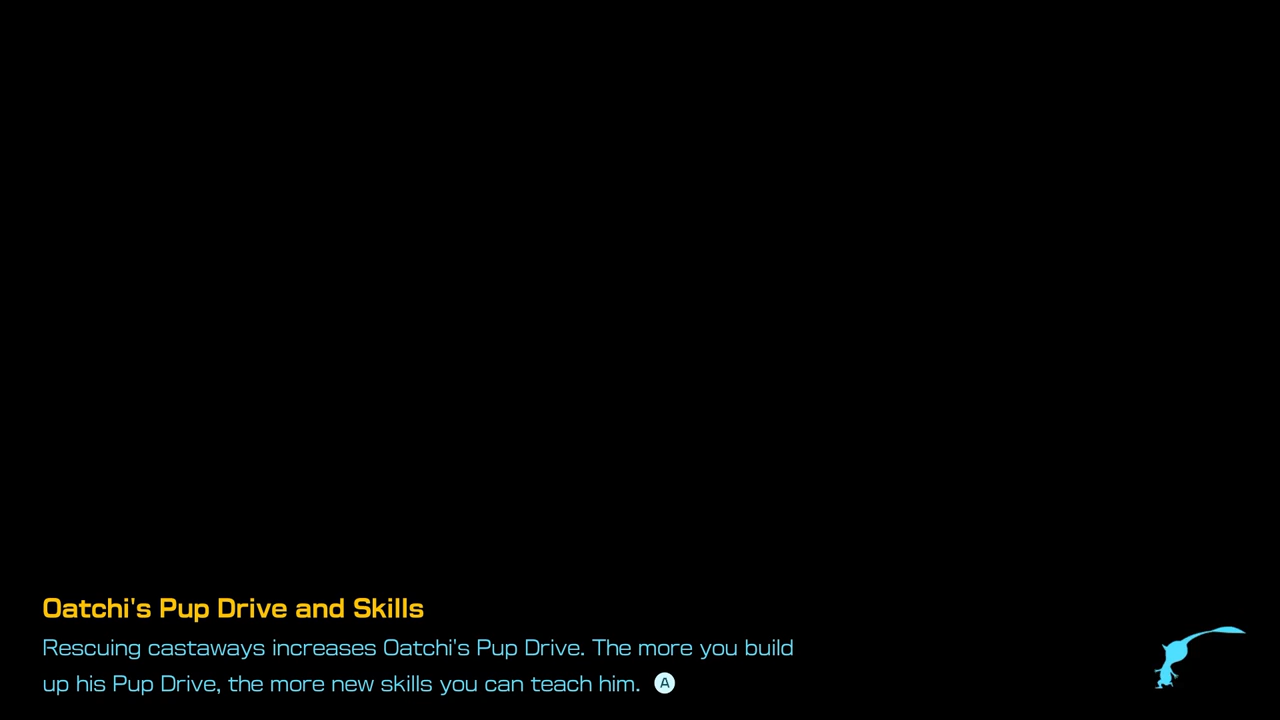 Oatchi's Pup Drive and Skills
Rescuing castaways increases Oatchi's Pup Drive. The more you build
up his Pup Drive, the more new skills you can teach him. A